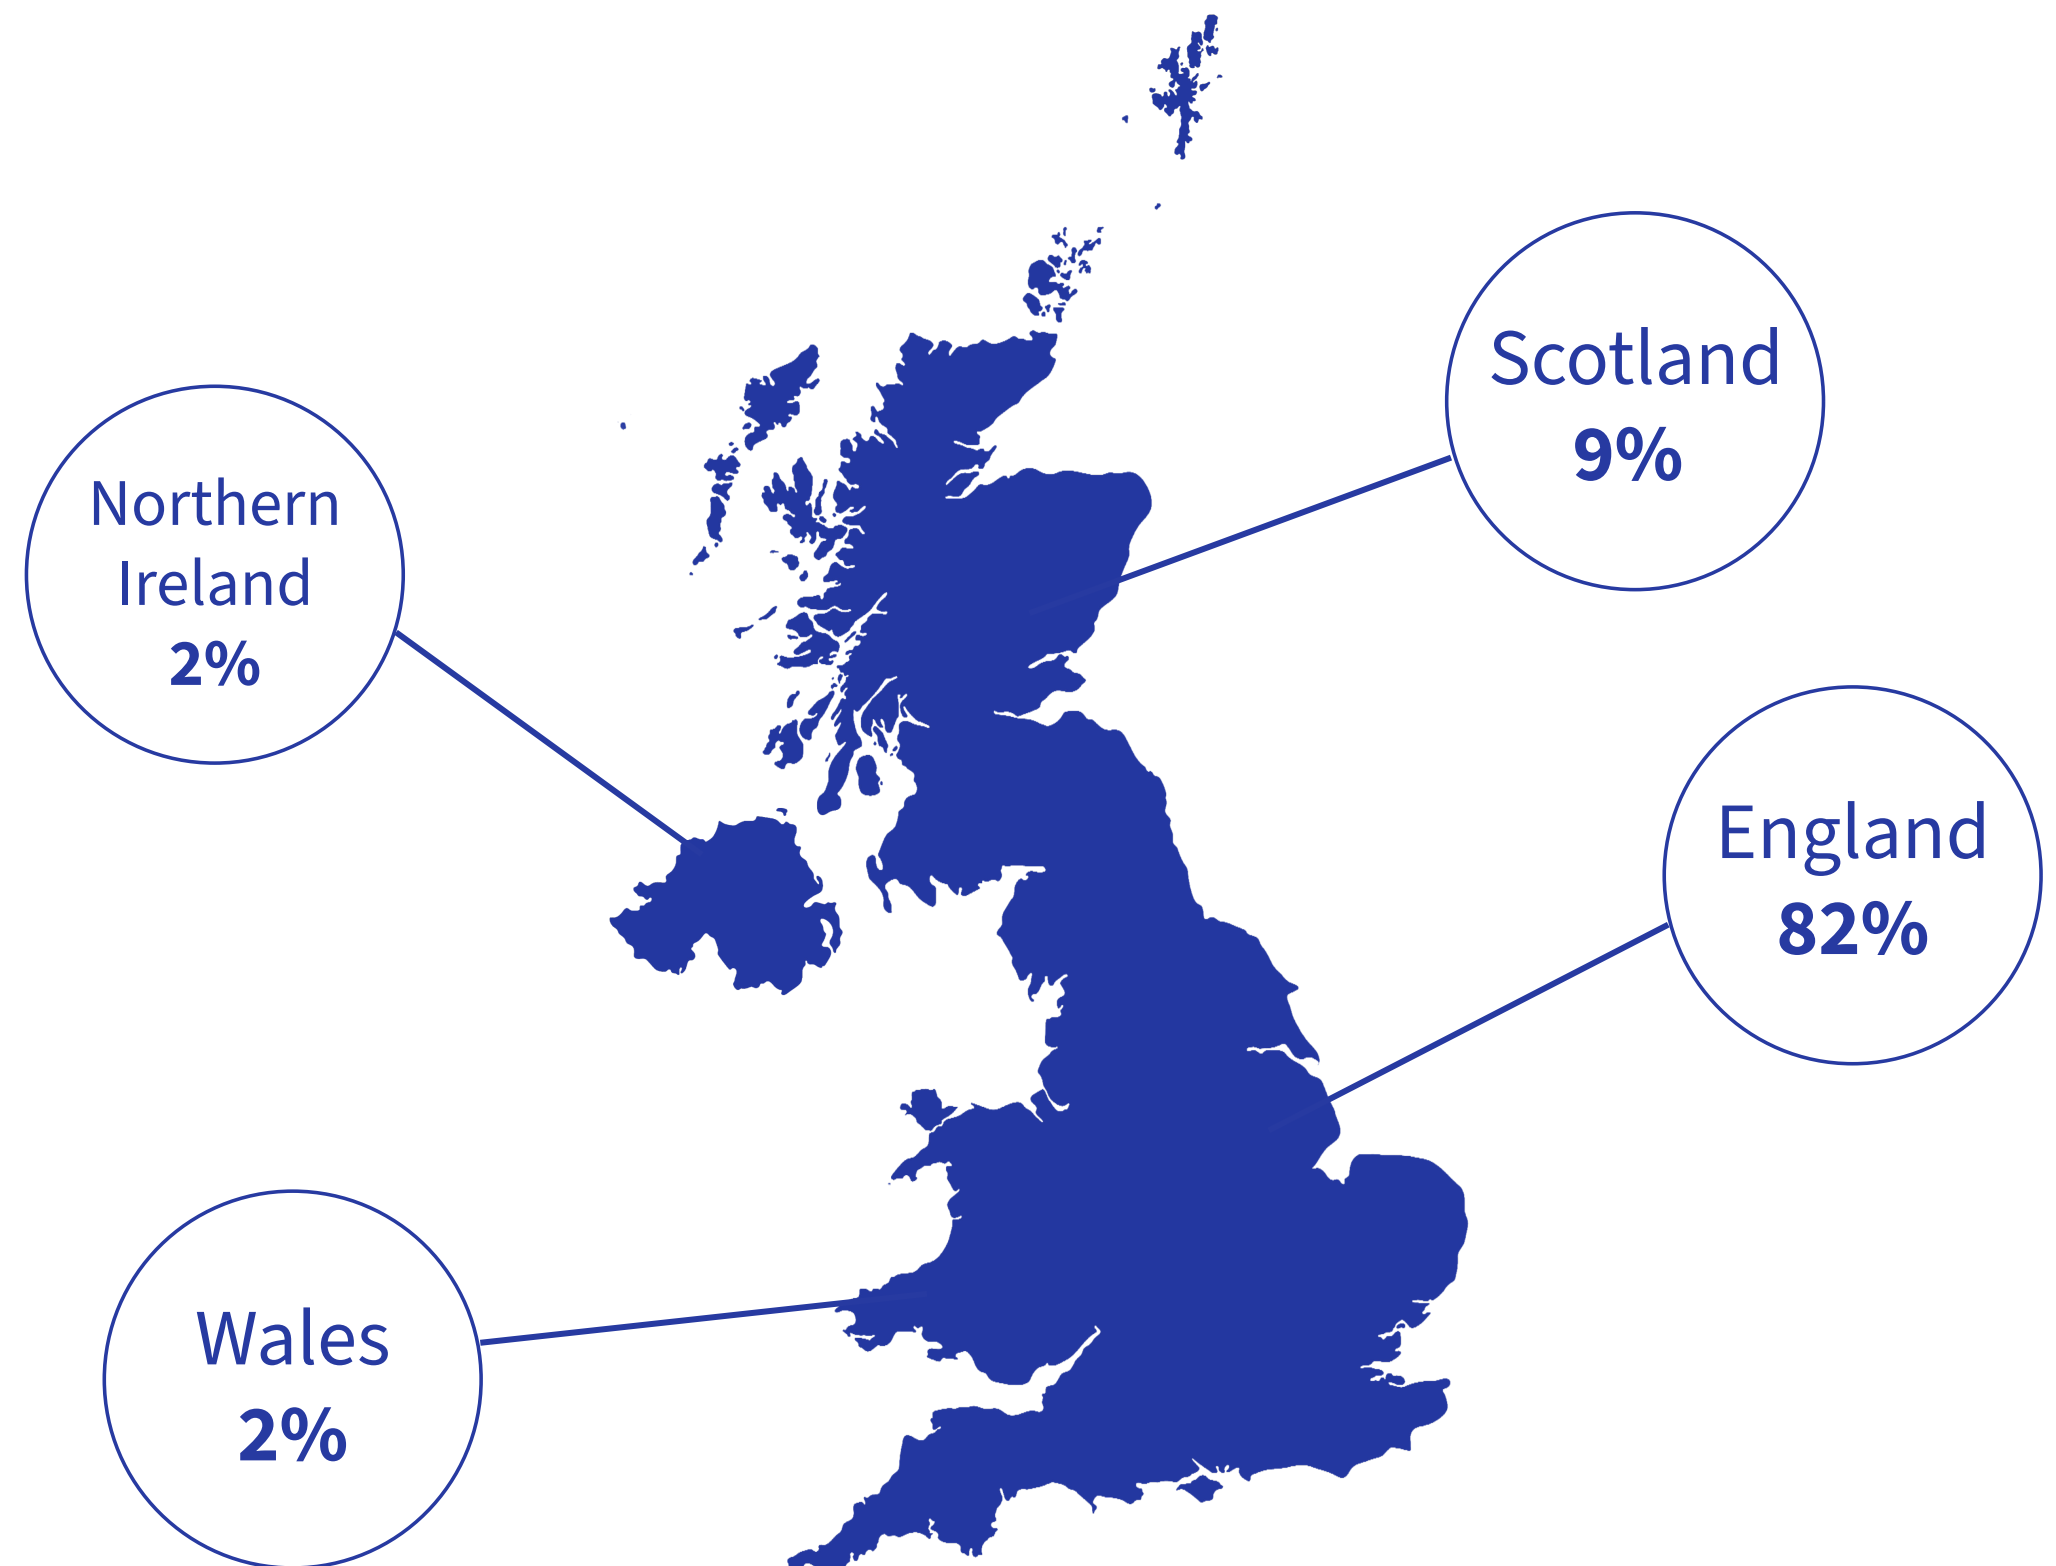 Scotland
9%
Northern
Ireland
2%
England
82%
Wales
2%